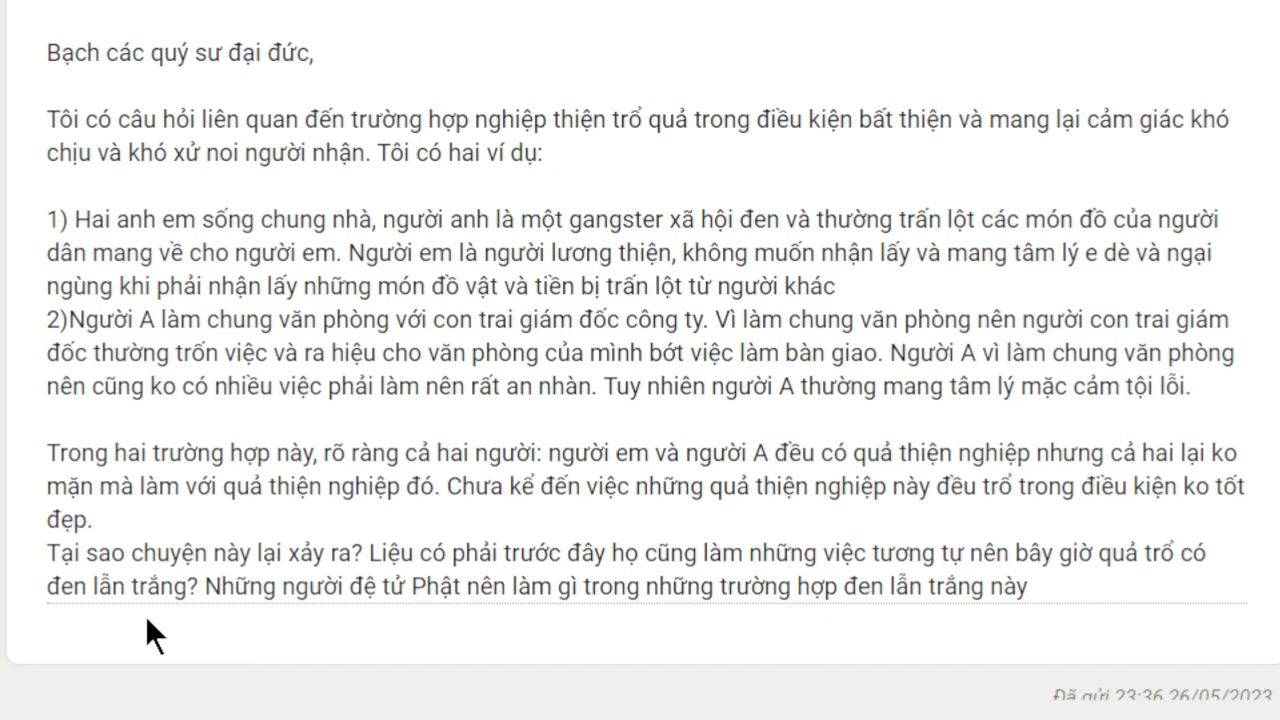 Bạch các quý sư đại đức,
Tôi có câu hỏi liên quan đến trường hợp nghiệp thiện trổ quả trong điều kiện bất thiện và mang lại cảm giác khó
chịu và khó xử noi người nhận. Tôi có hai ví dụ:
1) Hai anh em sống chung nhà, người anh là một gangster xã hội đen và thường trấn lột các món đồ của người
dân mang về cho người em. Người em là người lương thiện, không muốn nhận lấy và mang tâm lý e dè và ngại
ngùng khi phải nhận lấy những món đồ vật và tiền bị trấn lột từ người khác
2)Người A làm chung văn phòng với con trai giám đốc công ty. Vì làm chung văn phòng nên người con trai giám
đốc thường trốn việc và ra hiệu cho văn phòng của mình bớt việc làm bàn giao. Người A vì làm chung văn phòng
nên cũng ko có nhiều việc phải làm nên rất an nhàn. Tuy nhiên người A thường mang tâm lý mặc cảm tội lỗi.
Trong hai trường hợp này, rõ ràng cả hai người: người em và người A đều có quả thiện nghiệp nhưng cả hai lại ko
mặn mà làm với quả thiện nghiệp đó. Chưa kể đến việc những quả thiện nghiệp này đều trổ trong điều kiện ko tốt
đẹp.
Tại sao chuyện này lại xảy ra? Liệu có phải trước đây họ cũng làm những việc tương tự nên bây giờ quả trổ có
đen lẫn trắng? Những người đệ tử Phật nên làm gì trong những trường hợp đen lẫn trắng này
Đã gửi 23:36 26/05/2023